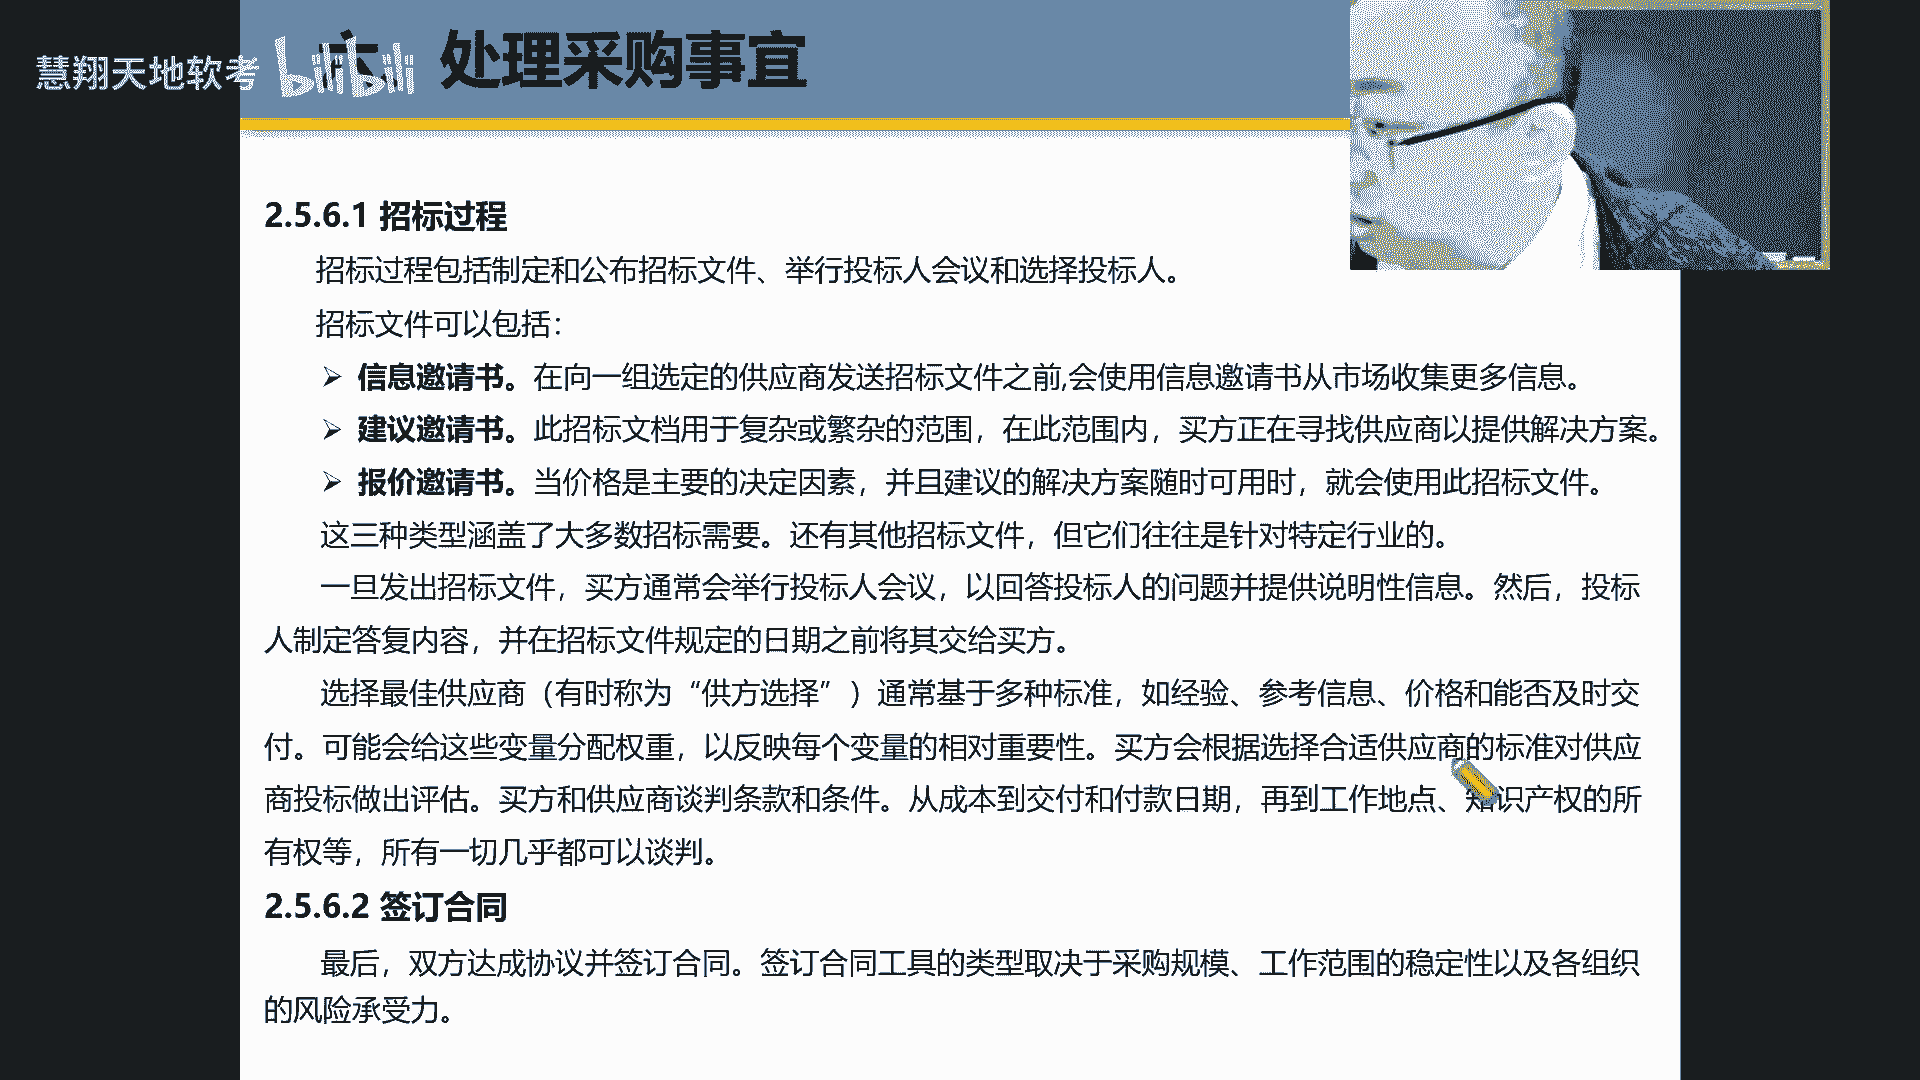 慧翔天地软考 bilibili
六、处理采购事宜
2.5.6.1 招标过程
招标过程包括制定和公布招标文件、举行投标人会议和选择投标人。
招标文件可以包括：
➢ 信息邀请书。在向一组选定的供应商发送招标文件之前,会使用信息邀请书从市场收集更多信息。
➢ 建议邀请书。此招标文档用于复杂或繁杂的范围，在此范围内，买方正在寻找供应商以提供解决方案。
➢ 报价邀请书。当价格是主要的决定因素，并且建议的解决方案随时可用时，就会使用此招标文件。
这三种类型涵盖了大多数招标需要。还有其他招标文件，但它们往往是针对特定行业的。
一旦发出招标文件，买方通常会举行投标人会议，以回答投标人的问题并提供说明性信息。然后，投标
人制定答复内容，并在招标文件规定的日期之前将其交给买方。
选择最佳供应商（有时称为“供方选择”）通常基于多种标准，如经验、参考信息、价格和能否及时交
付。可能会给这些变量分配权重，以反映每个变量的相对重要性。买方会根据选择合适供应商的标准对供应
商投标做出评估。买方和供应商谈判条款和条件。从成本到交付和付款日期，再到工作地点、知识产权的所
有权等，所有一切几乎都可以谈判。
2.5.6.2 签订合同
最后，双方达成协议并签订合同。签订合同工具的类型取决于采购规模、工作范围的稳定性以及各组织
的风险承受力。